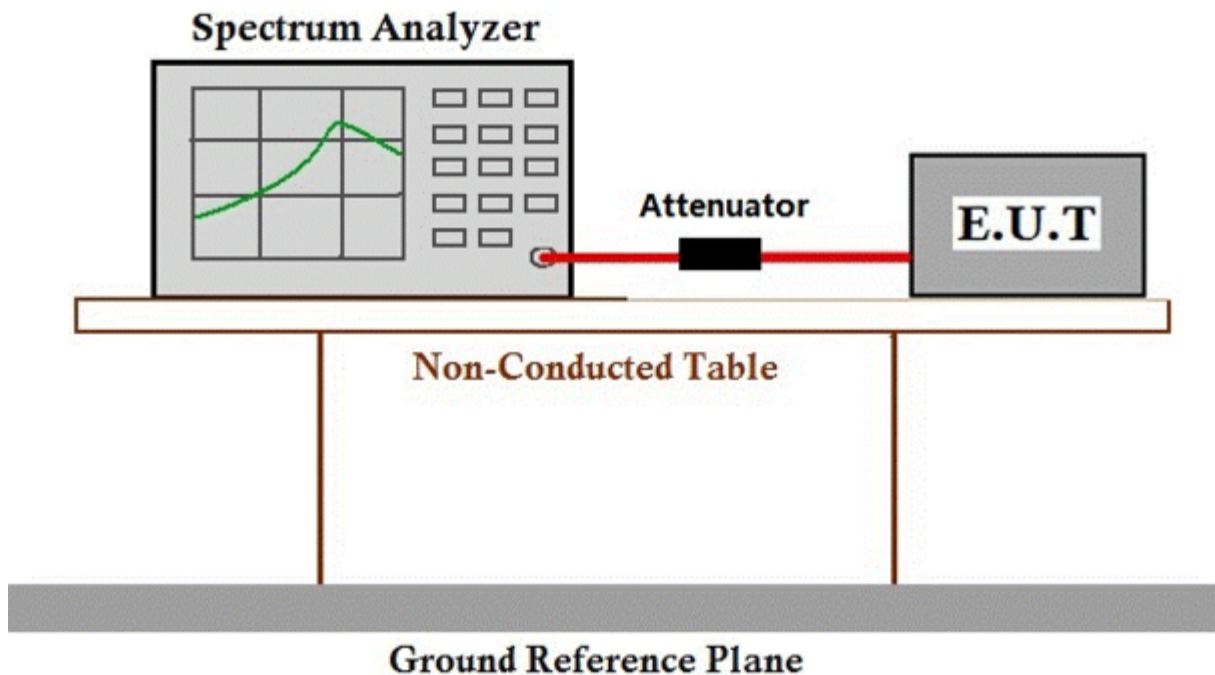 Spectrum Analyzer
Attenuator
E.U.T
Non-Conducted Table
Ground Reference Plane